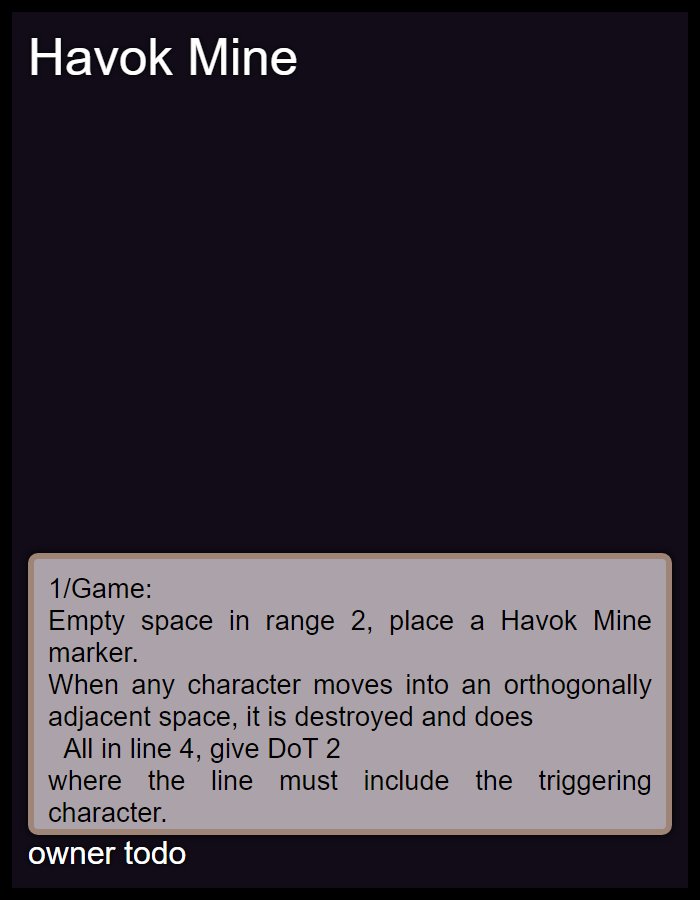 Havok Mine
1/Game:
Empty space in range 2, place a Havok Mine
marker.
When any character moves into an orthogonally
adjacent space, it is destroyed and does
All in line 4, give DoT 2
where the line must include the triggering
character.
owner todo